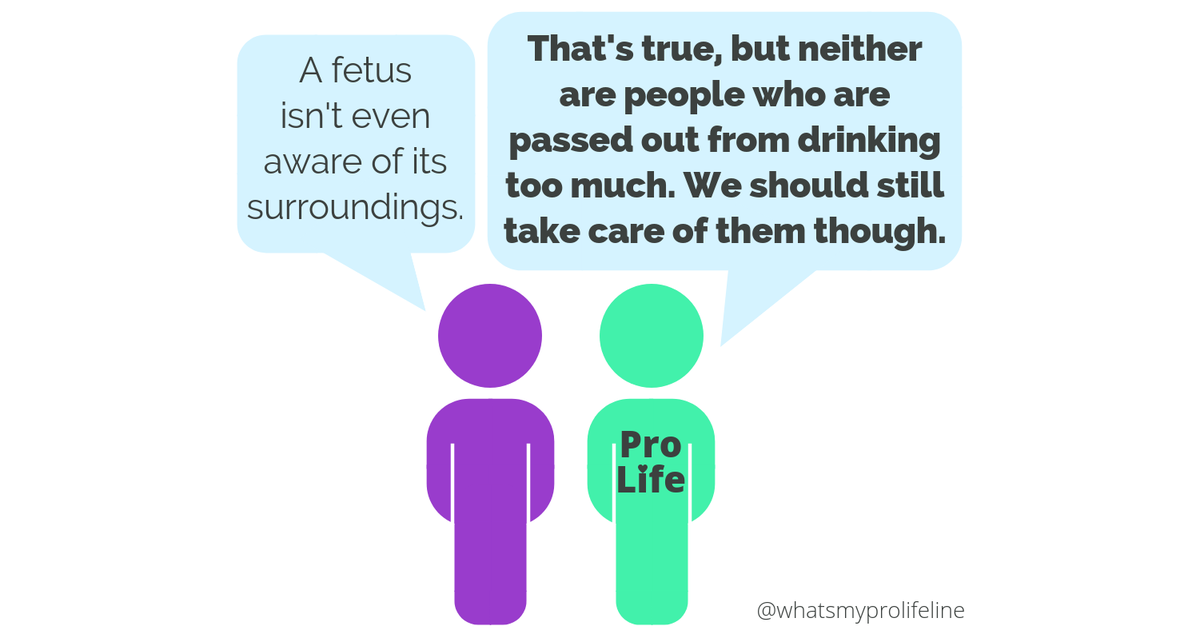 A fetus
isn't even
aware of its
surroundings.
That's true, but neither
are people who are
passed out from drinking
too much. We should still
take care of them though.
Pro
Life
@whatsmyprolifeline